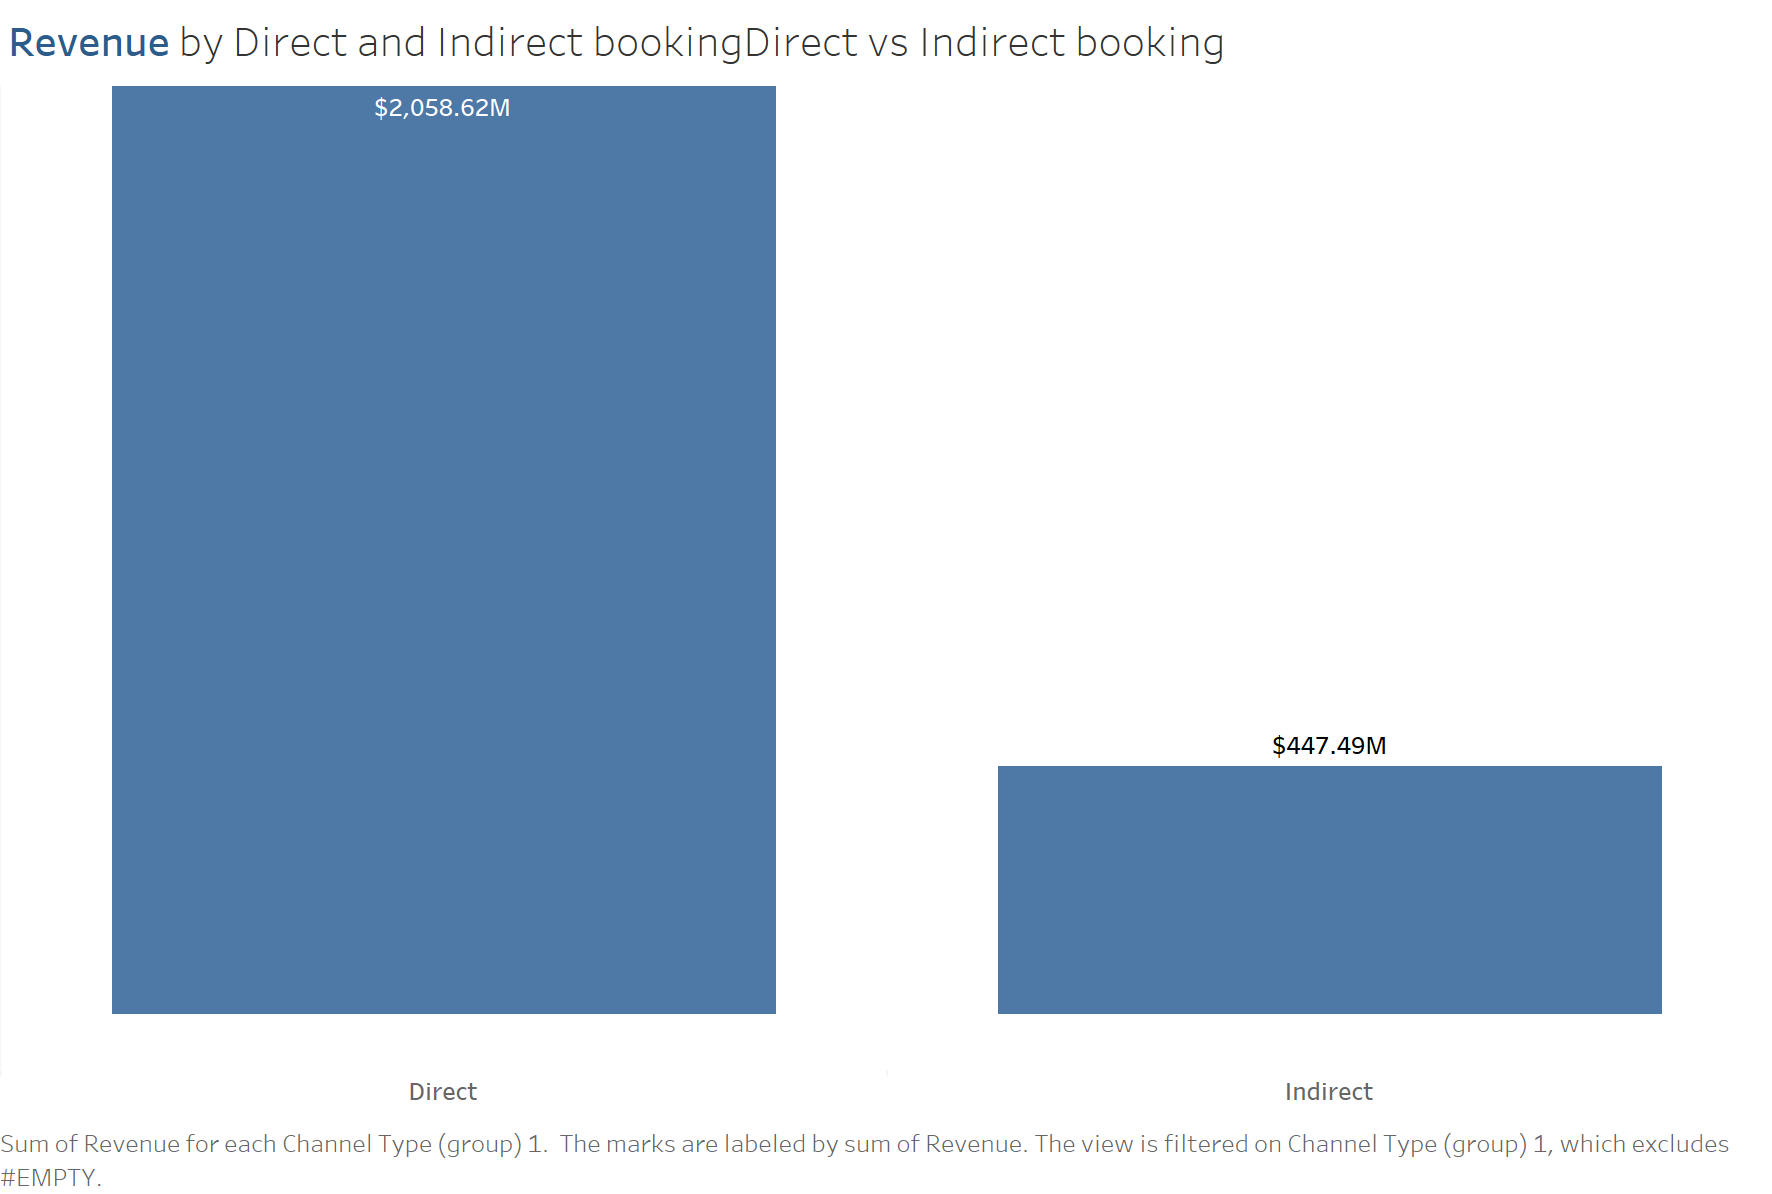 Revenue by Direct and Indirect bookingDirect vs Indirect booking
$2,058.62M
$447.49M
Direct
Indirect
Sum of Revenue for each Channel Type (group) 1.  The marks are labeled by sum of Revenue. The view is filtered on Channel Type (group) 1, which excludes
#EMPTY.